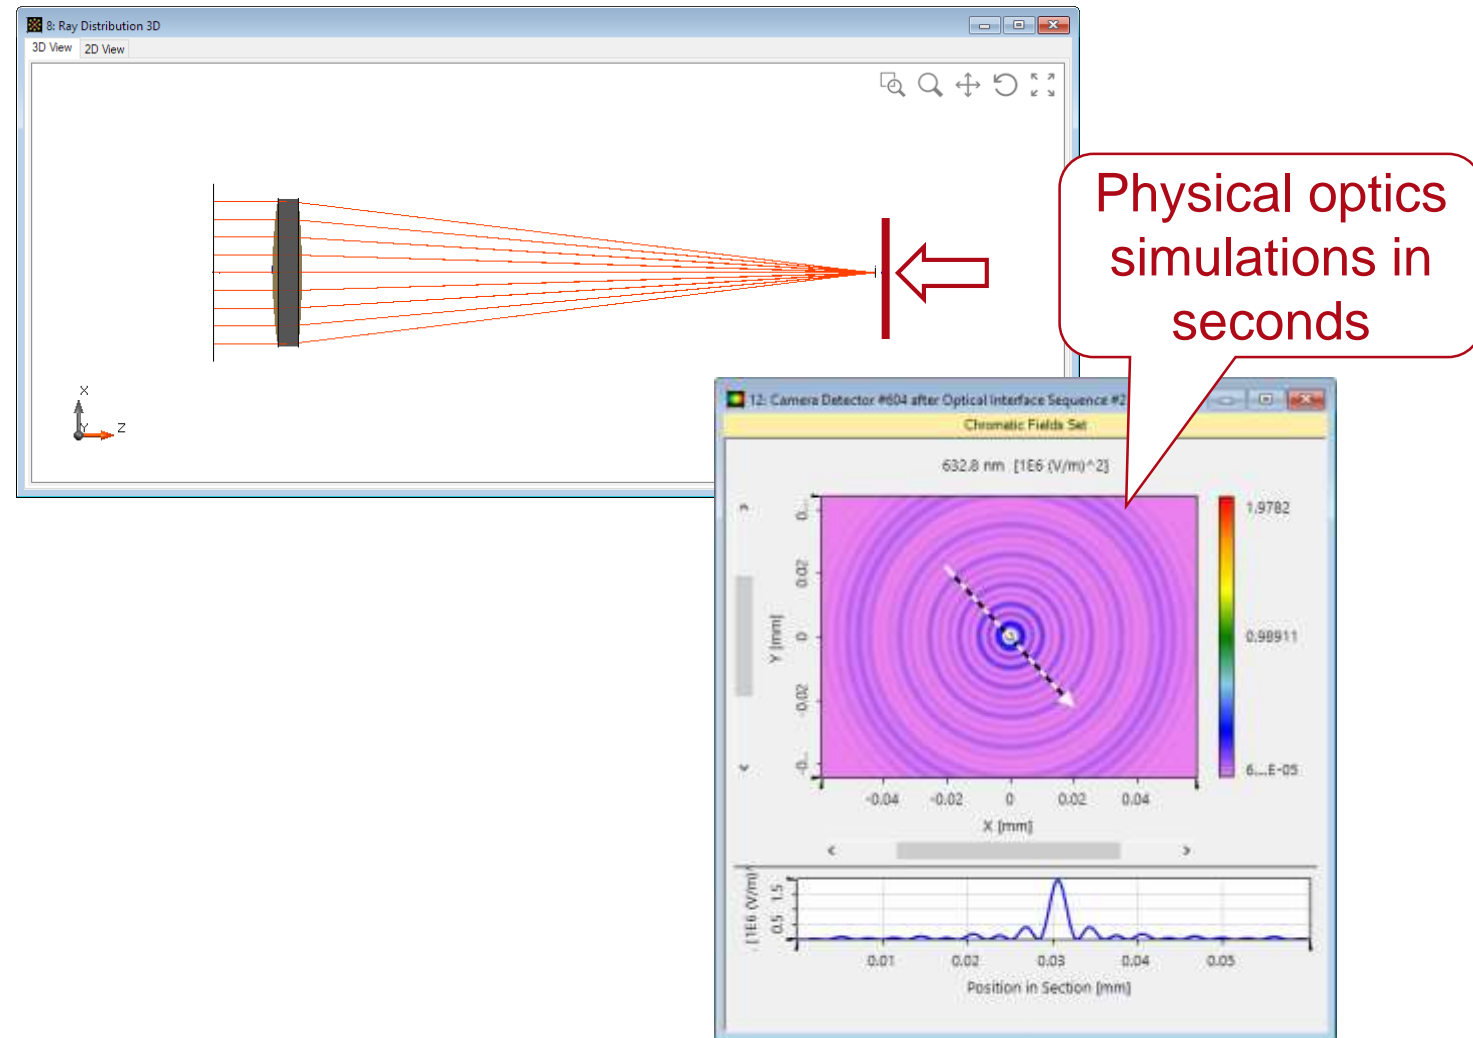 8: Ray Distribution 3D
3D View 2D View
X
Y
Z
Physical optics
simulations in
seconds
12: Camera Detector #604 after Optical Interface Sequence #2
Chromatic Fields Set
632.8 nm [1E6 (V/m)^2]
Y [mm]
0...
0.02
0
-0.02
-0...
1.9782
0.98911
6....E-05
-0.04 -0.02 0 0.02 0.04
X [mm]
[1E6 (V/m)^
1.5
0.5
0.01 0.02 0.03 0.04 0.05
Position in Section [mm]